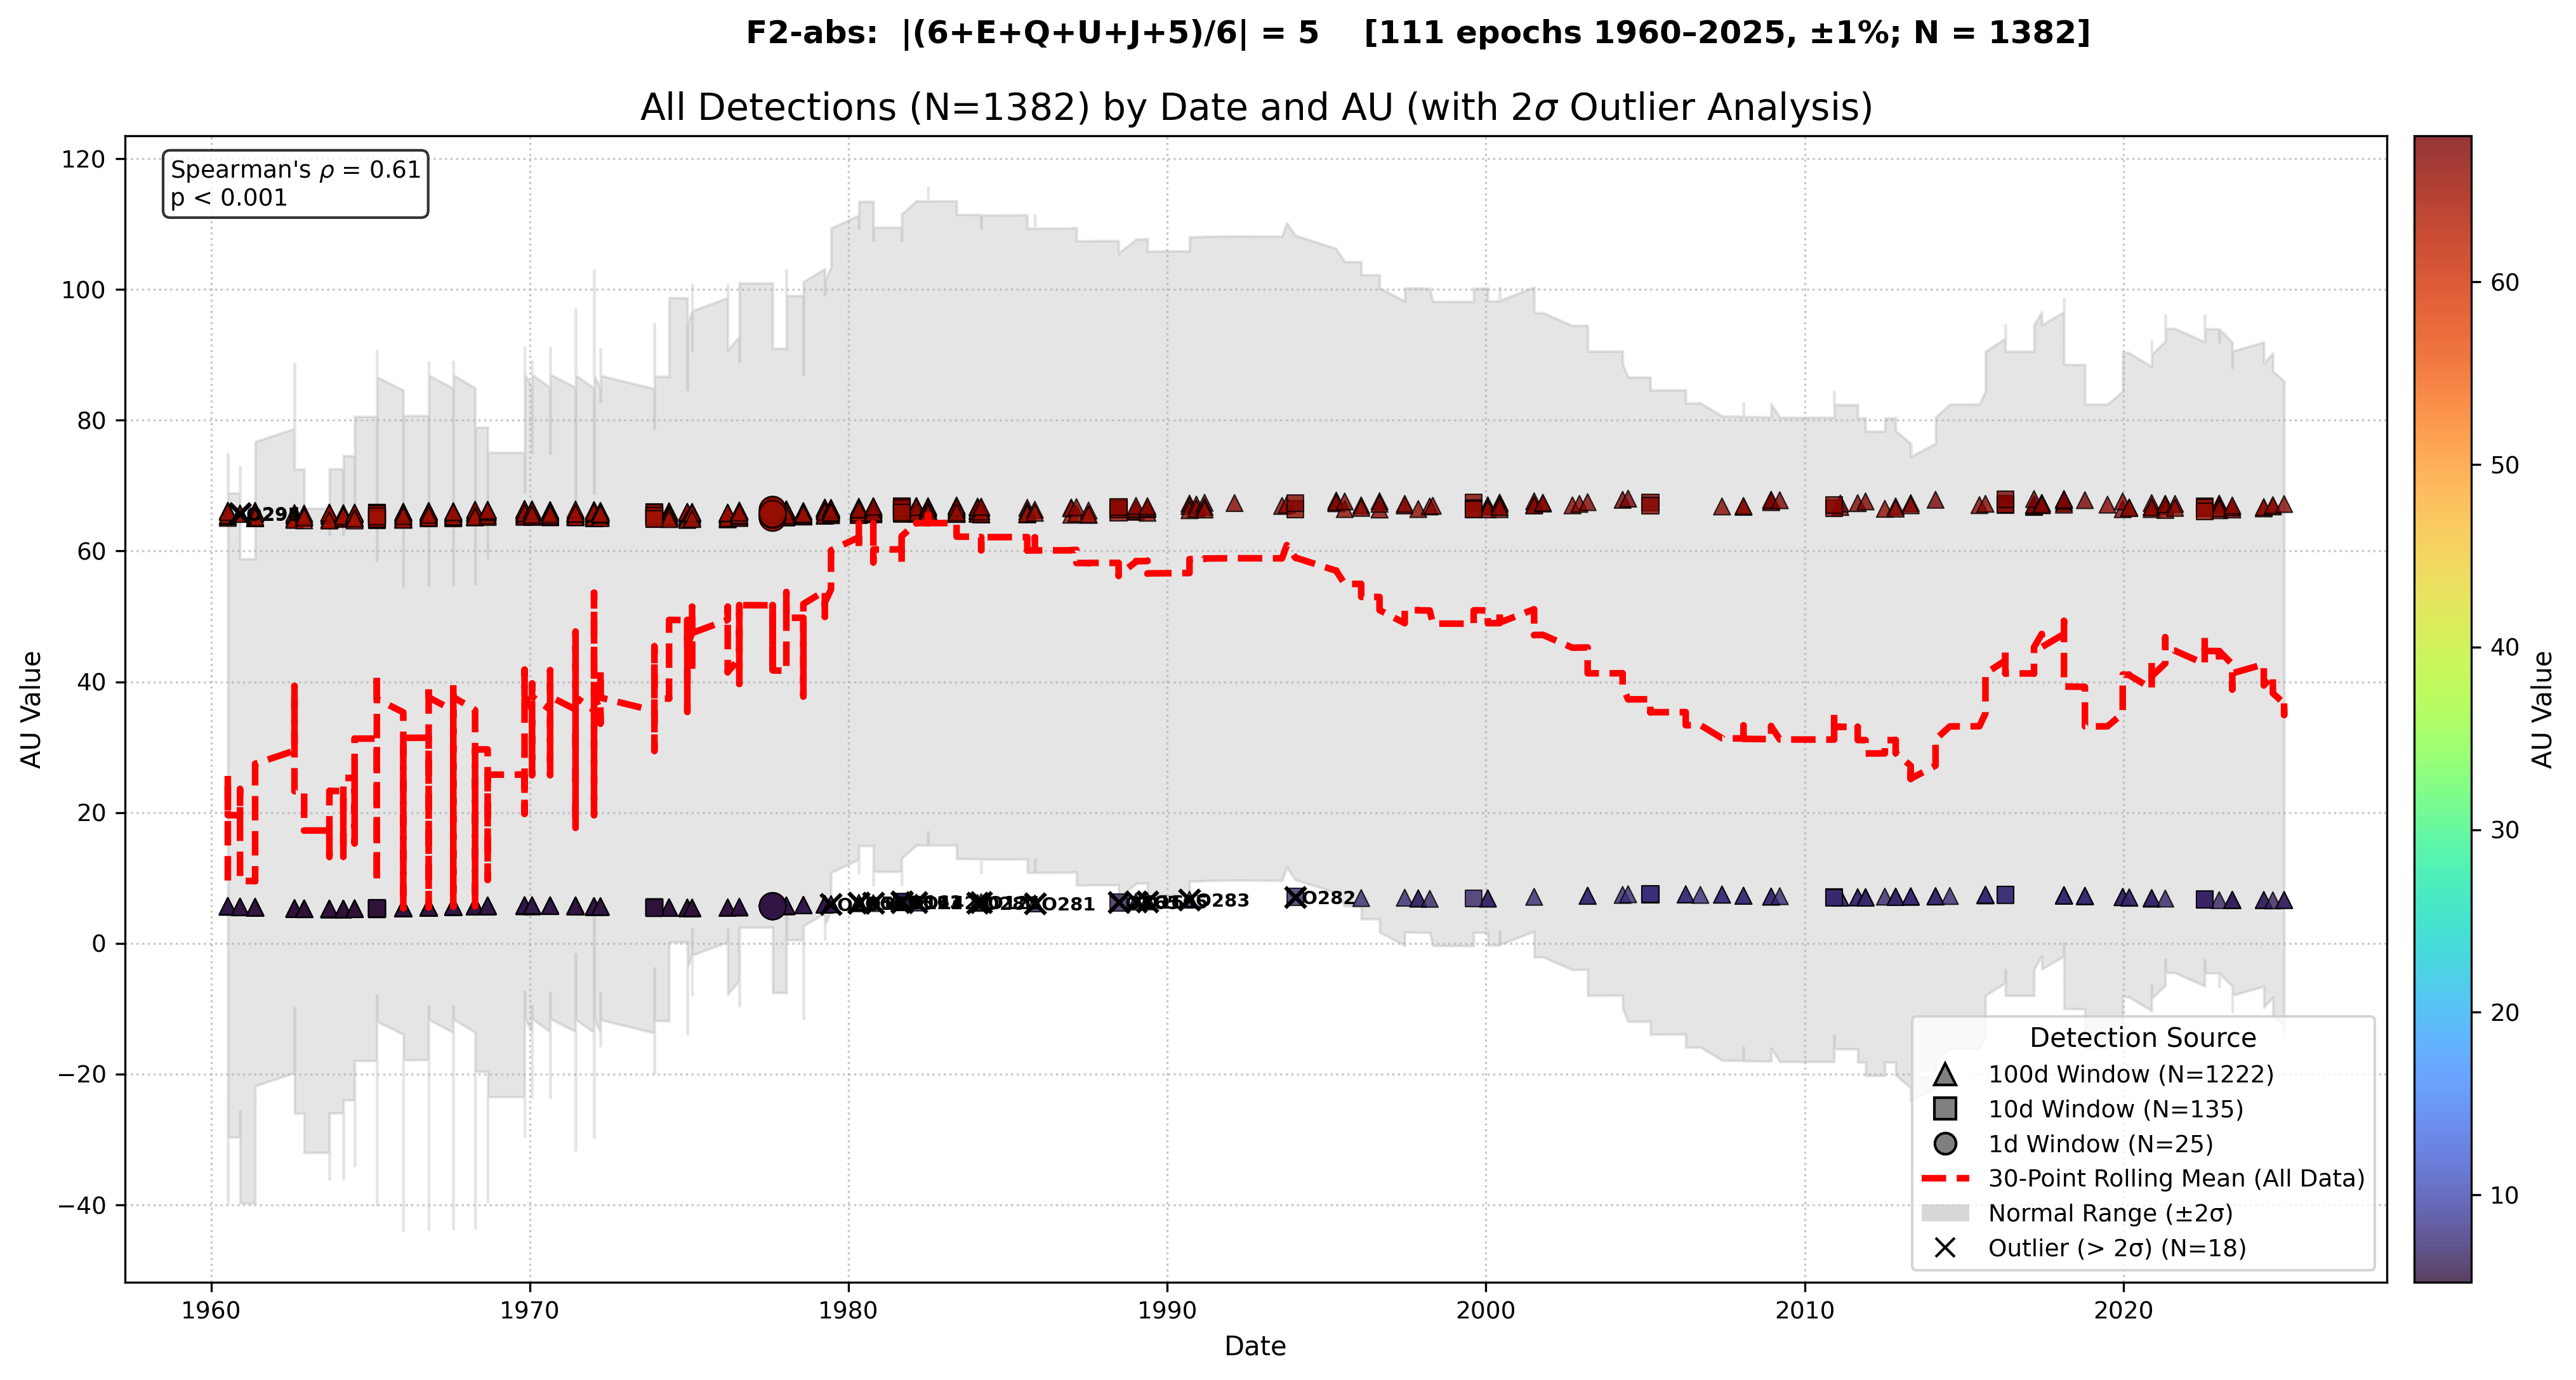 F2-abs: |(6+E+Q+U+J+5)/6| = 5 [111 epochs 1960–2025, ±1%; N = 1382]
All Detections (N=1382) by Date and AU (with 2σ Outlier Analysis)
Spearman's ρ = 0.61
p < 0.001
120
100
80
60
40
20
0
−20
−40
AU Value
O281
O283
O282
1960
1970
1980
1990
2000
2010
2020
Date
Detection Source
100d Window (N=1222)
10d Window (N=135)
1d Window (N=25)
30-Point Rolling Mean (All Data)
Normal Range (±2σ)
Outlier (> 2σ) (N=18)
60
50
40
30
20
10
AU Value